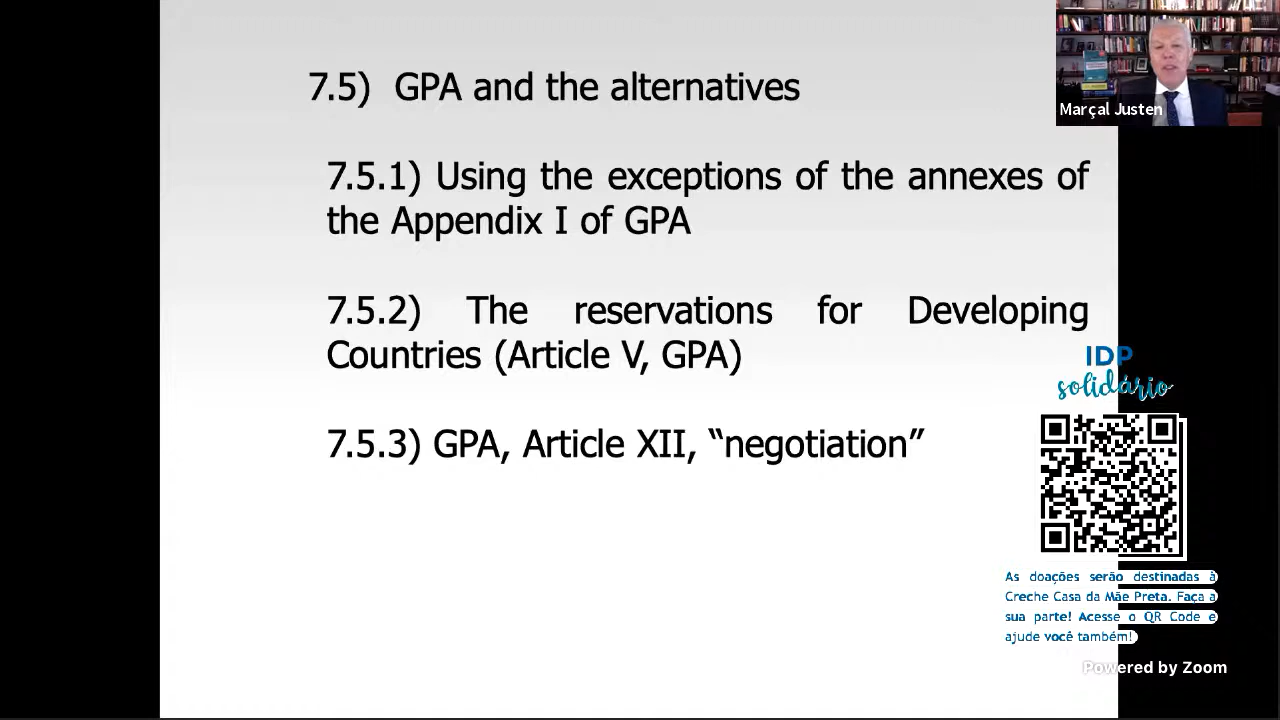 7.5) GPA and the alternatives
Marçal Justen
7.5.1) Using the exceptions of the annexes of
the Appendix I of GPA
7.5.2) The reservations for Developing
Countries (Article V, GPA)
IDP
solidário
7.5.3) GPA, Article XII, “negotiation”
As doações serão destinadas à
Creche Casa da Mãe Preta. Faça a
sua parte! Acesse o QR Code e
ajude você também!
Powered by Zoom